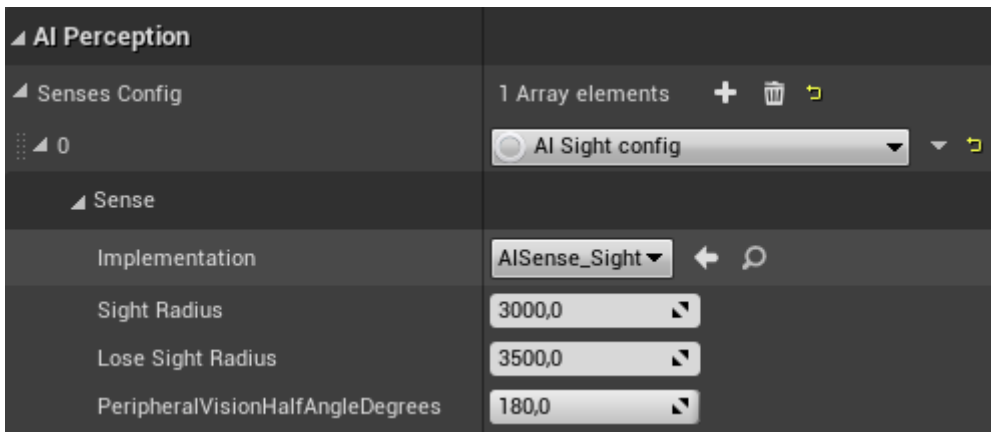 AI Perception
Senses Config 1 Array elements
0 AI Sight config
Sense
Implementation AISense_Sight
Sight Radius 3000,0
Lose Sight Radius 3500,0
PeripheralVisionHalfAngleDegrees 180,0